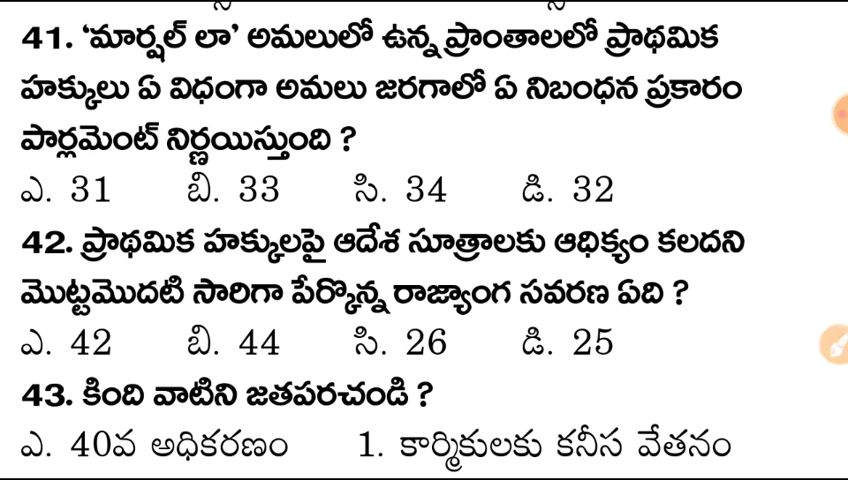 41. ‘మార్షల్ లా’ అమలులో ఉన్న ప్రాంతాలలో ప్రాథమిక
హక్కులు ఏ విధంగా అమలు జరగాలో ఏ నిబంధన ప్రకారం
పార్లమెంట్ నిర్ణయిస్తుంది ?
ఎ. 31 బి. 33 సి. 34 డి. 32
42. ప్రాథమిక హక్కులపై ఆదేశ సూత్రాలకు ఆధిక్యం కలదని
మొట్టమొదటి సారిగా పేర్కొన్న రాజ్యాంగ సవరణ ఏది ?
ఎ. 42 బి. 44 సి. 26 డి. 25
43. కింది వాటిని జతపరచండి ?
ఎ. 40వ అధికరణం 1. కార్మికులకు కనీస వేతనం